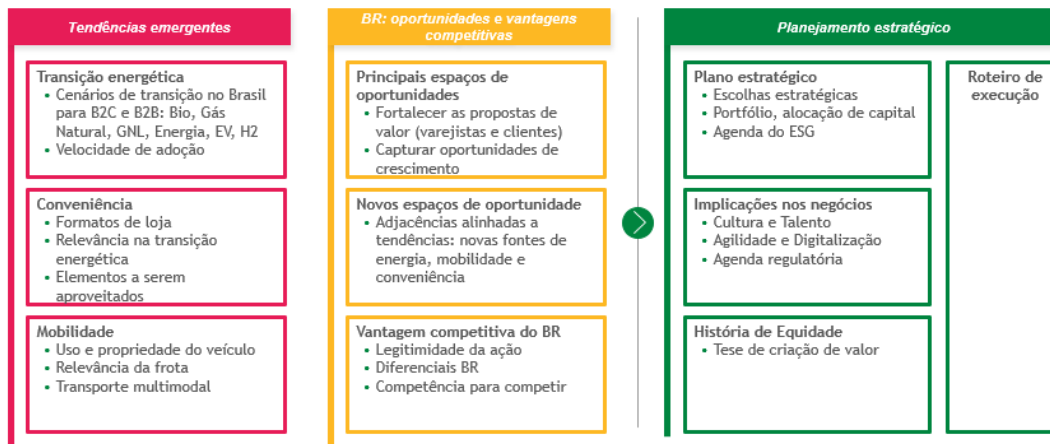 Tendências emergentes
Transição energética
• Cenários de transição no Brasil
para B2C e B2B: Bio, Gás
Natural, GNL, Energia, EV, H2
• Velocidade de adoção
Conveniência
• Formatos de loja
• Relevância na transição
energética
• Elementos a serem
aproveitados
Mobilidade
• Uso e propriedade do veículo
• Relevância da frota
• Transporte multimodal
BR: oportunidades e vantagens
competitivas
Principais espaços de
oportunidades
• Fortalecer as propostas de
valor (varejistas e clientes)
• Capturar oportunidades de
crescimento
Novos espaços de oportunidade
• Adjacências alinhadas a
tendências: novas fontes de
energia, mobilidade e
conveniência
Vantagem competitiva do BR
• Legitimidade da ação
• Diferenciais BR
• Competência para competir
Planejamento estratégico
Plano estratégico
• Escolhas estratégicas
• Portfólio, alocação de capital
• Agenda do ESG
Implicações nos negócios
• Cultura e Talento
• Agilidade e Digitalização
• Agenda regulatória
História de Equidade
• Tese de criação de valor
Roteiro de
execução